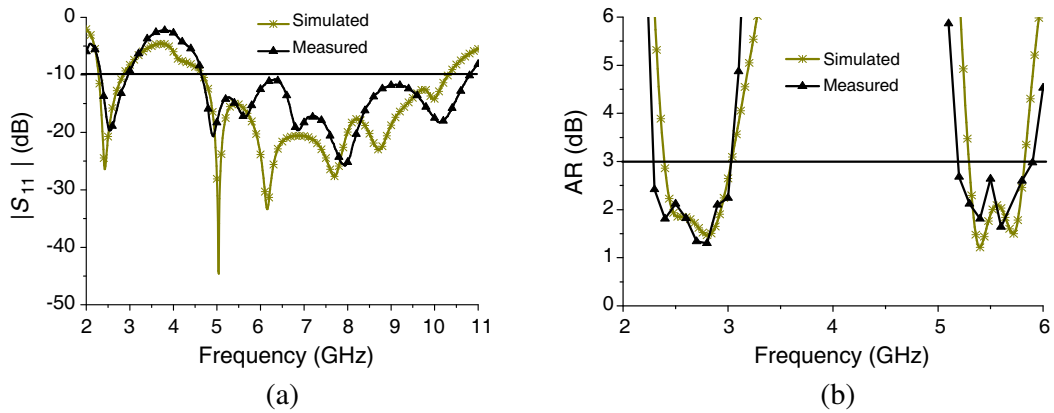 0
-10
-20
-30
-40
-50
|S11| (dB)
Simulated
Measured
2 3 4 5 6 7 8 9 10 11
Frequency (GHz)
(a)
6
5
4
3
2
1
0
AR (dB)
Simulated
Measured
2 3 5 6
Frequency (GHz)
(b)